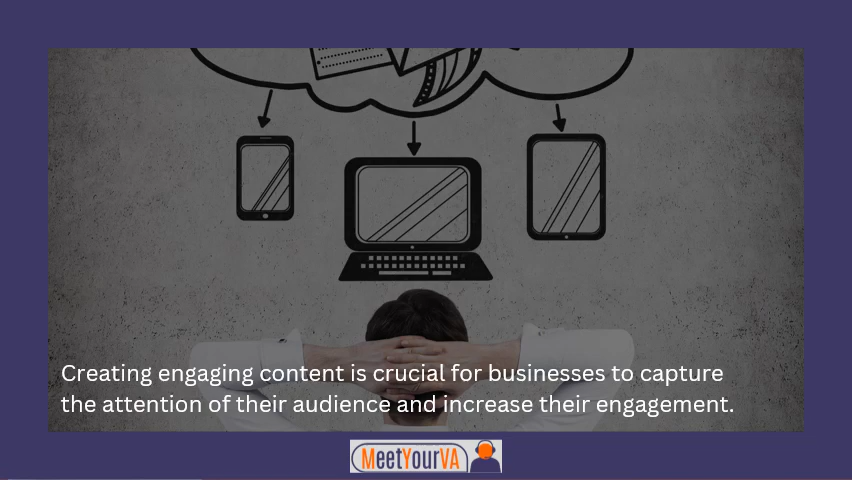 Creating engaging content is crucial for businesses to capture
the attention of their audience and increase their engagement.
MeetYourVA